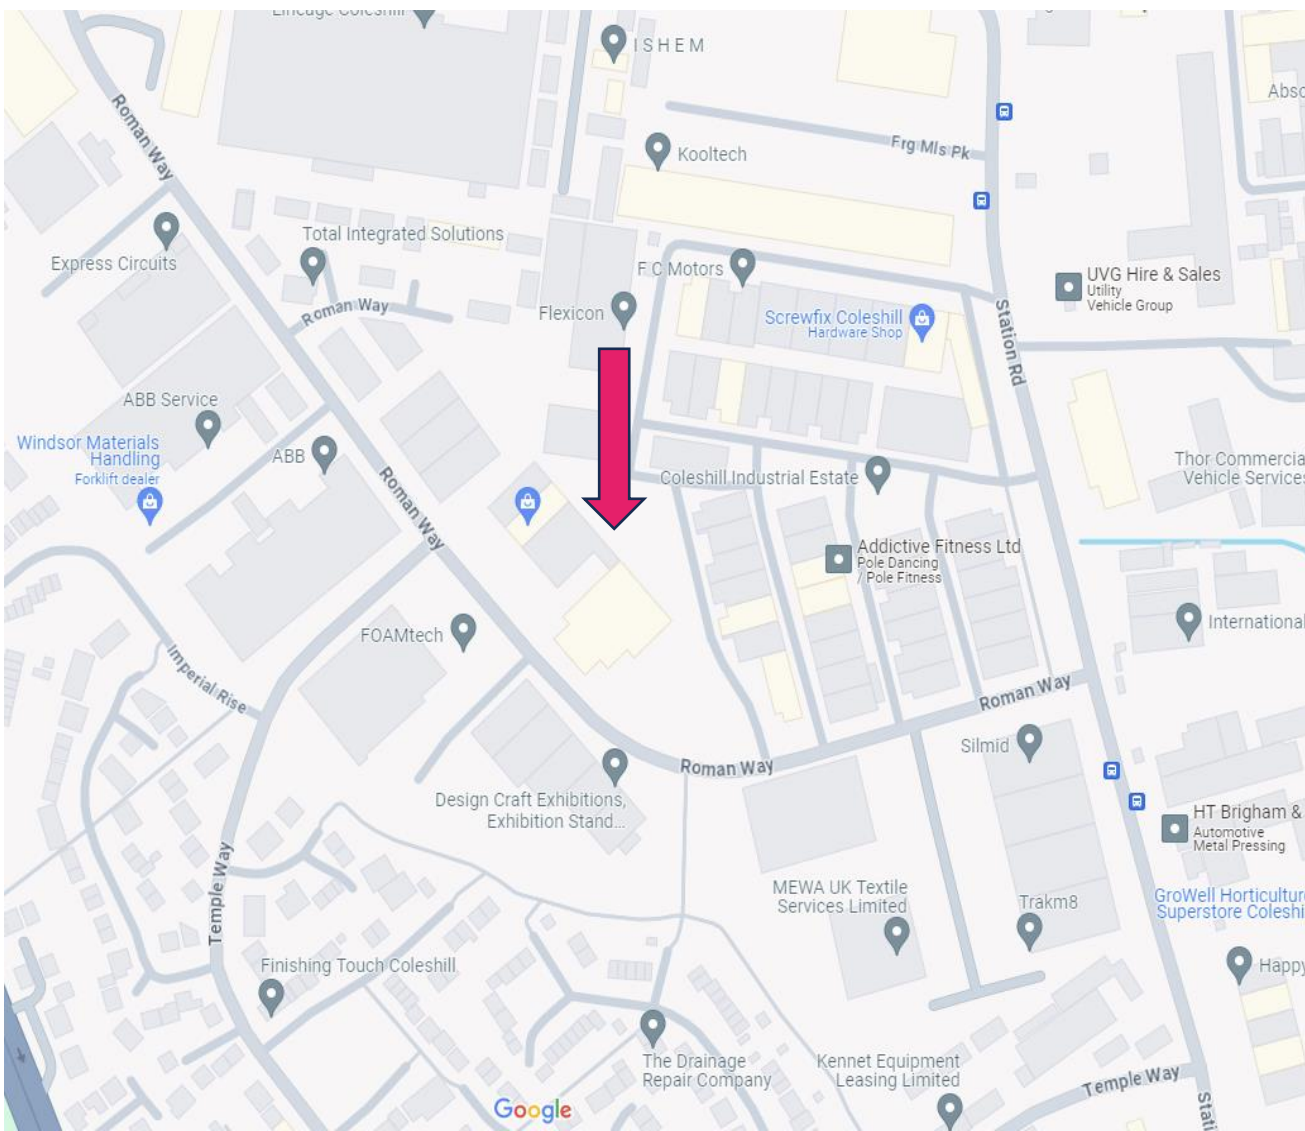 Lineage Coleshill
ISHEM
Absc
Roman Way
Frg Mls Pk
Kooltech
Total Integrated Solutions
Express Circuits
F C Motors
UVG Hire & Sales
Utility
Vehicle Group
Roman Way
Flexicon
Screwfix Coleshill
Hardware Shop
Station Rd
ABB Service
Windsor Materials
Handling
Forklift dealer
ABB
Thor Commercia
Vehicle Services
Coleshill Industrial Estate
Roman Way
Addictive Fitness Ltd
Pole Dancing
/ Pole Fitness
International
FOAMtech
Imperial Rise
Roman Way
Silmid
Roman Way
Design Craft Exhibitions,
Exhibition Stand...
HT Brigham &
Automotive
Metal Pressing
Temple Way
MEWA UK Textile
Services Limited
Trakm8
GroWell Horticulture
Superstore Coleshi
Finishing Touch Coleshill
Happy
The Drainage
Repair Company
Kennet Equipment
Leasing Limited
Temple Way
Stati
Google